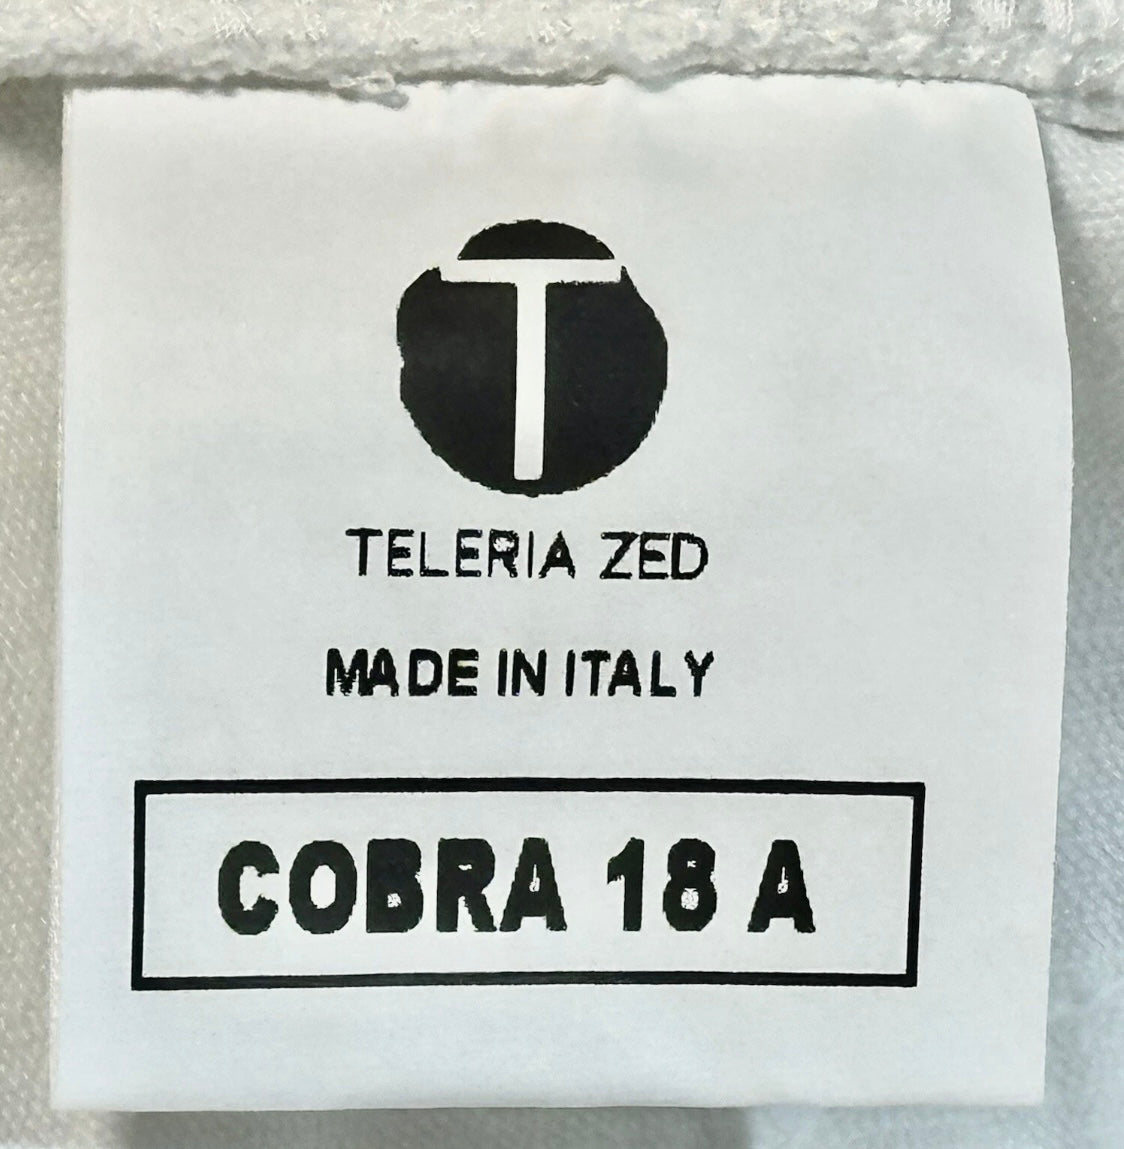 T
TELERIA ZED
MADE IN ITALY
COBRA 18 A